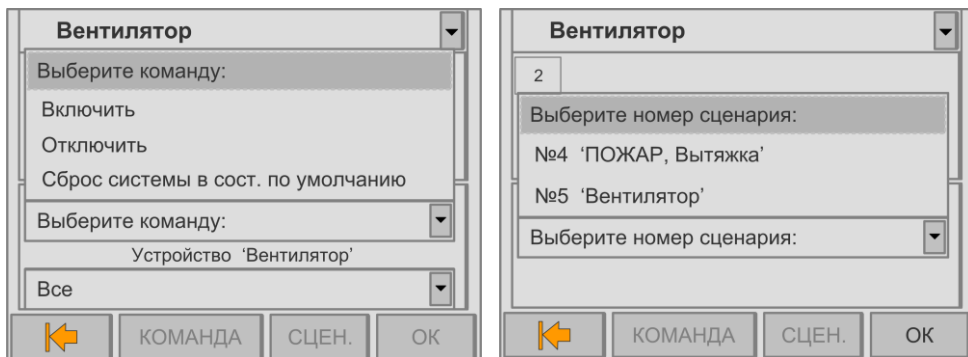 Вентилятор
Выберите команду:
Включить
Отключить
Сброс системы в сост. по умолчанию
Выберите команду:
Устройство ‘Вентилятор’
Все
КОМАНДА
СЦЕН.
ОК
Вентилятор
2
Выберите номер сценария:
№4 ‘ПОЖАР, Вытяжка’
№5 ‘Вентилятор’
Выберите номер сценария:
КОМАНДА
СЦЕН.
ОК